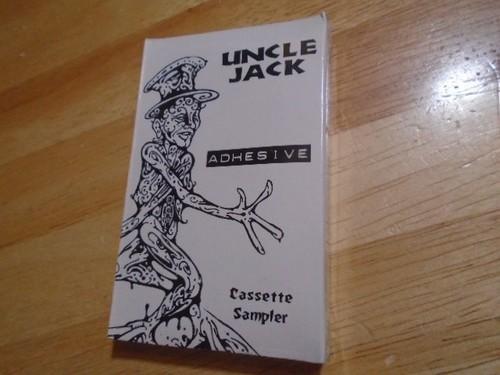 UNCLE
JACK
ADHESIVE
Cassette
Sampler